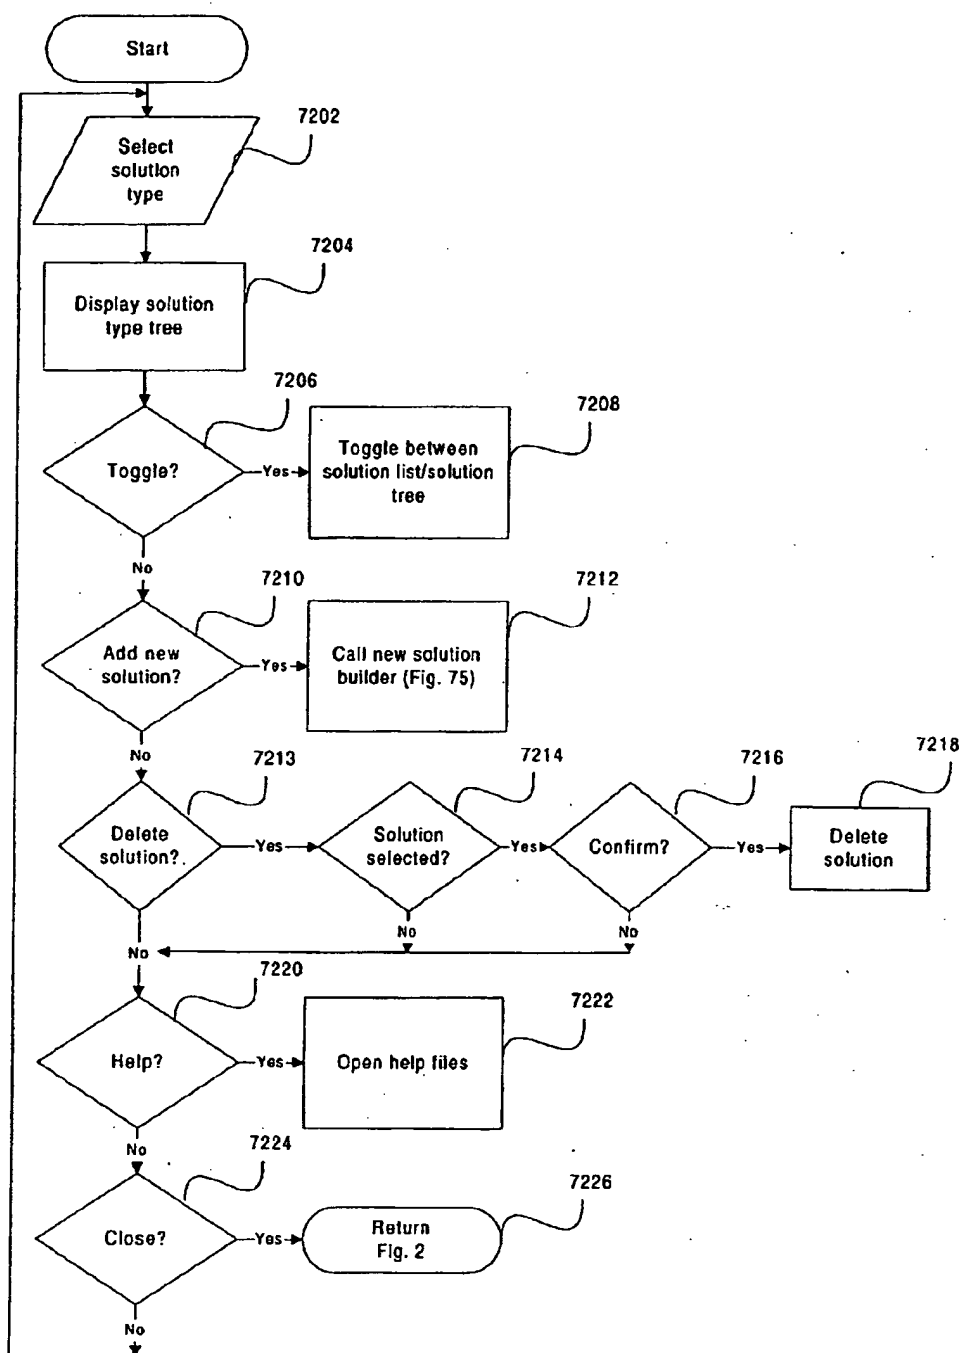 Start
7202
Select
solution
type
7204
Display solution
type tree
7206
7208
Toggle?
Yes
Toggle between
solution list/solution
tree
No
7210
7212
Add new
solution?
Yes
Call new solution
builder (Fig. 75)
No
7213
7214
7216
7218
Delete
solution?
Yes
Solution
selected?
Yes
Confirm?
Yes
Delete
solution
No
No
No
7220
7222
Help?
Yes
Open help files
No
7224
7226
Close?
Yes
Return
Fig. 2
No